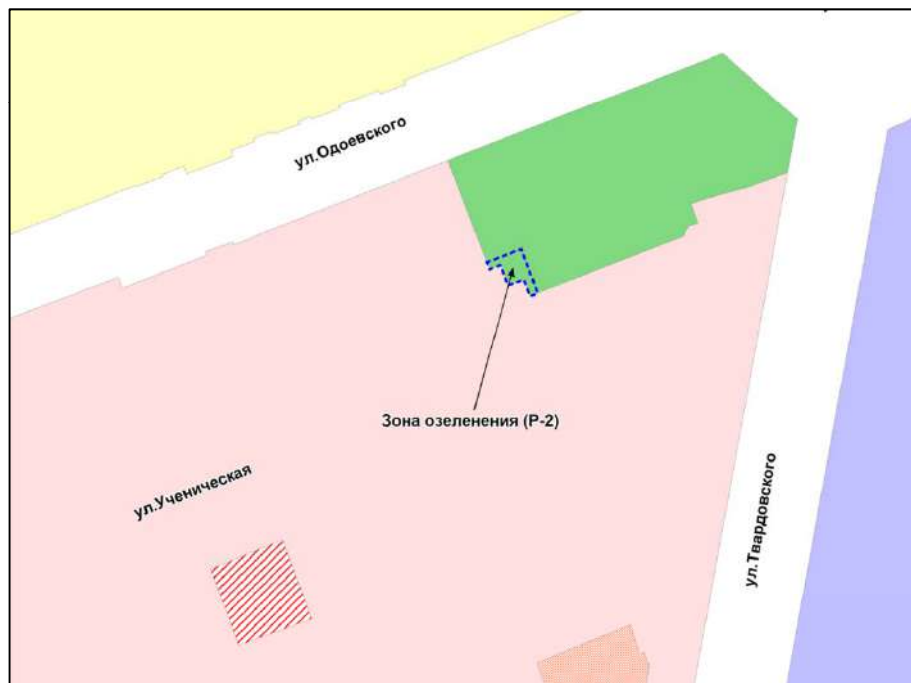 ул.Одоевского
Зона озеленения (Р-2)
ул.Ученическая
ул.Твардовского